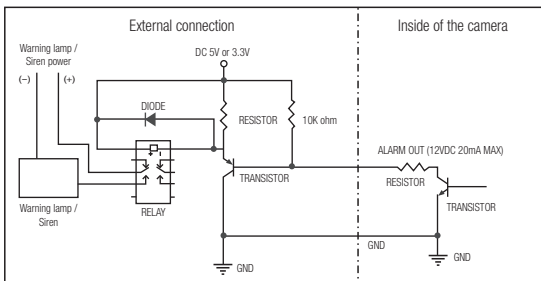 External connection
Inside of the camera
Warning lamp /
Siren power
(−)
(+)
DC 5V or 3.3V
DIODE
RESISTOR
10K ohm
ALARM OUT (12VDC 20mA MAX)
TRANSISTOR
RESISTOR
TRANSISTOR
Warning lamp /
Siren
RELAY
GND
GND
GND